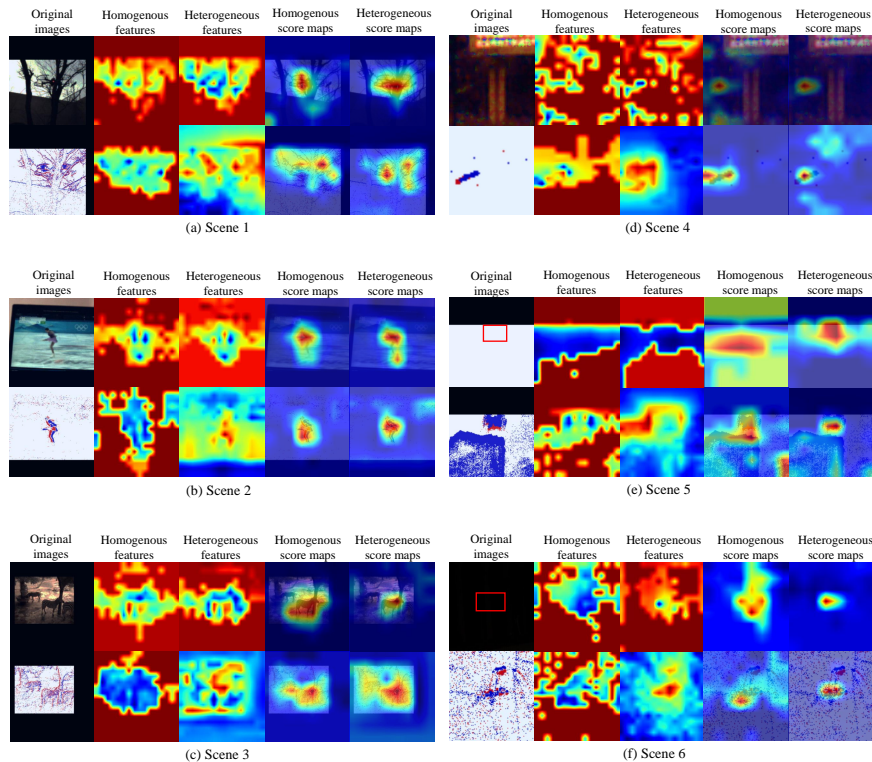 Original
images
Homogenous
features
Heterogeneous
features
Homogenous
score maps
Heterogeneous
score maps
(a) Scene 1
Original
images
Homogenous
features
Heterogeneous
features
Homogenous
score maps
Heterogeneous
score maps
(b) Scene 2
Original
images
Homogenous
features
Heterogeneous
features
Homogenous
score maps
Heterogeneous
score maps
(c) Scene 3
Original
images
Homogenous
features
Heterogeneous
features
Homogenous
score maps
Heterogeneous
score maps
(d) Scene 4
Original
images
Homogenous
features
Heterogeneous
features
Homogenous
score maps
Heterogeneous
score maps
(e) Scene 5
Original
images
Homogenous
features
Heterogeneous
features
Homogenous
score maps
Heterogeneous
score maps
(f) Scene 6